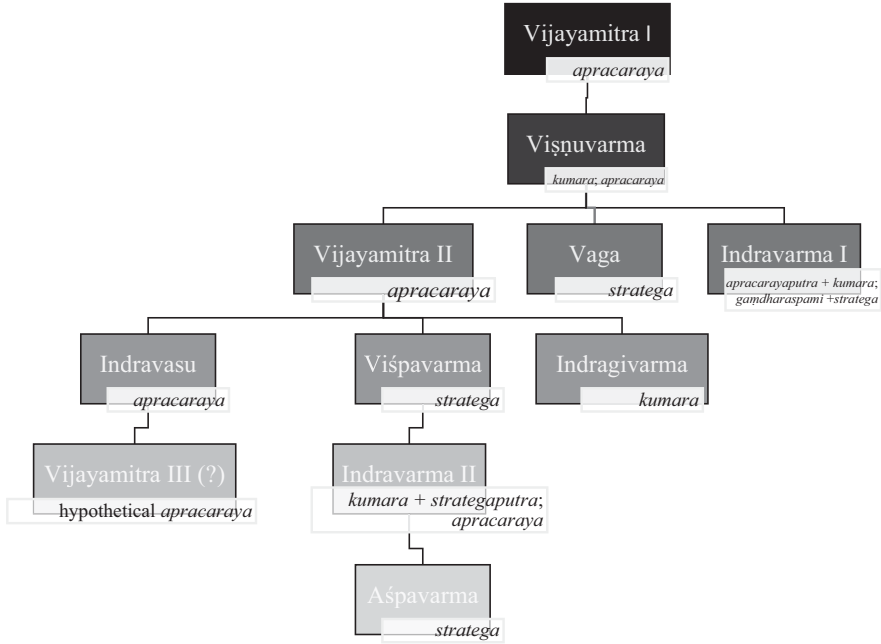 Vijayamitra I
apracaraya
Viṣṇuvarma
kumara; apracaraya
Vijayamitra II
apracaraya
Vaga
stratega
Indravarma I
apracarayaputra + kumara;
gaṃdharaspami +stratega
Indravasu
apracaraya
Viśpavarma
stratega
Indragivarma
kumara
Vijayamitra III (?)
hypothetical apracaraya
Indravarma II
kumara + strategaputra;
apracaraya
Aśpavarma
stratega